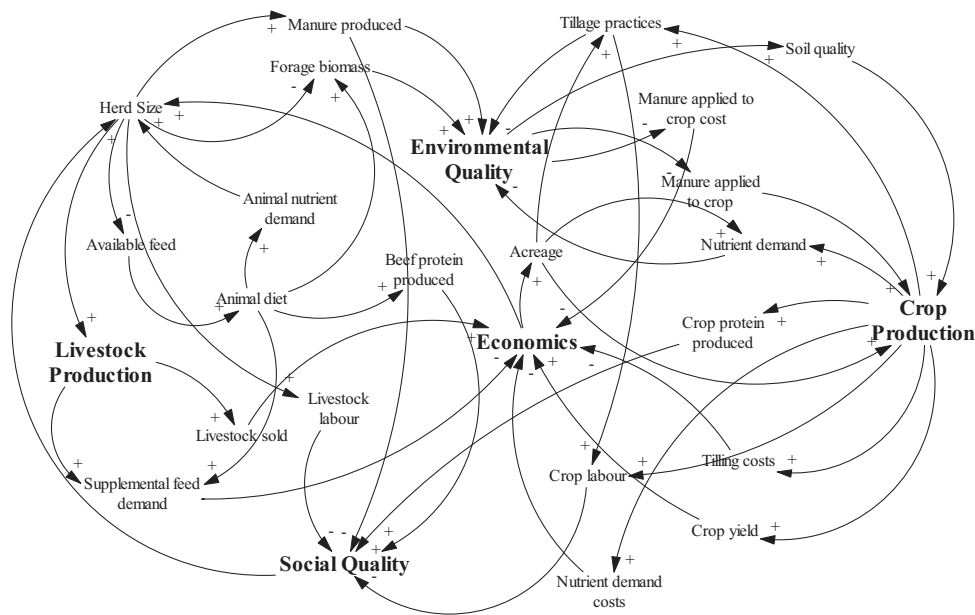 Manure produced
Tillage practices
Soil quality
Forage biomass
Herd Size
Manure applied to
crop cost
Environmental
Quality
Manure applied
to crop
Animal nutrient
demand
Available feed
Acreage
Nutrient demand
Beef protein
produced
Animal diet
Crop
Production
Crop protein
produced
Economics
Livestock
Production
Livestock
labour
Livestock sold
Tilling costs
Crop labour
Supplemental feed
demand
Crop yield
Social Quality
Nutrient demand
costs